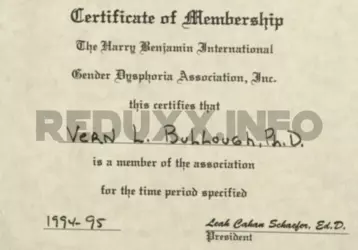 Certificate of Membership
The Harry Benjamin International
Gender Dysphoria Association, Inc.
this certifies that
REDUXX.INFO
VERN L. BULLOUGH, Ph.D.
is a member of the association
for the time period specified
1994-95
Leah Cahan Schaefer, Ed.D.
President